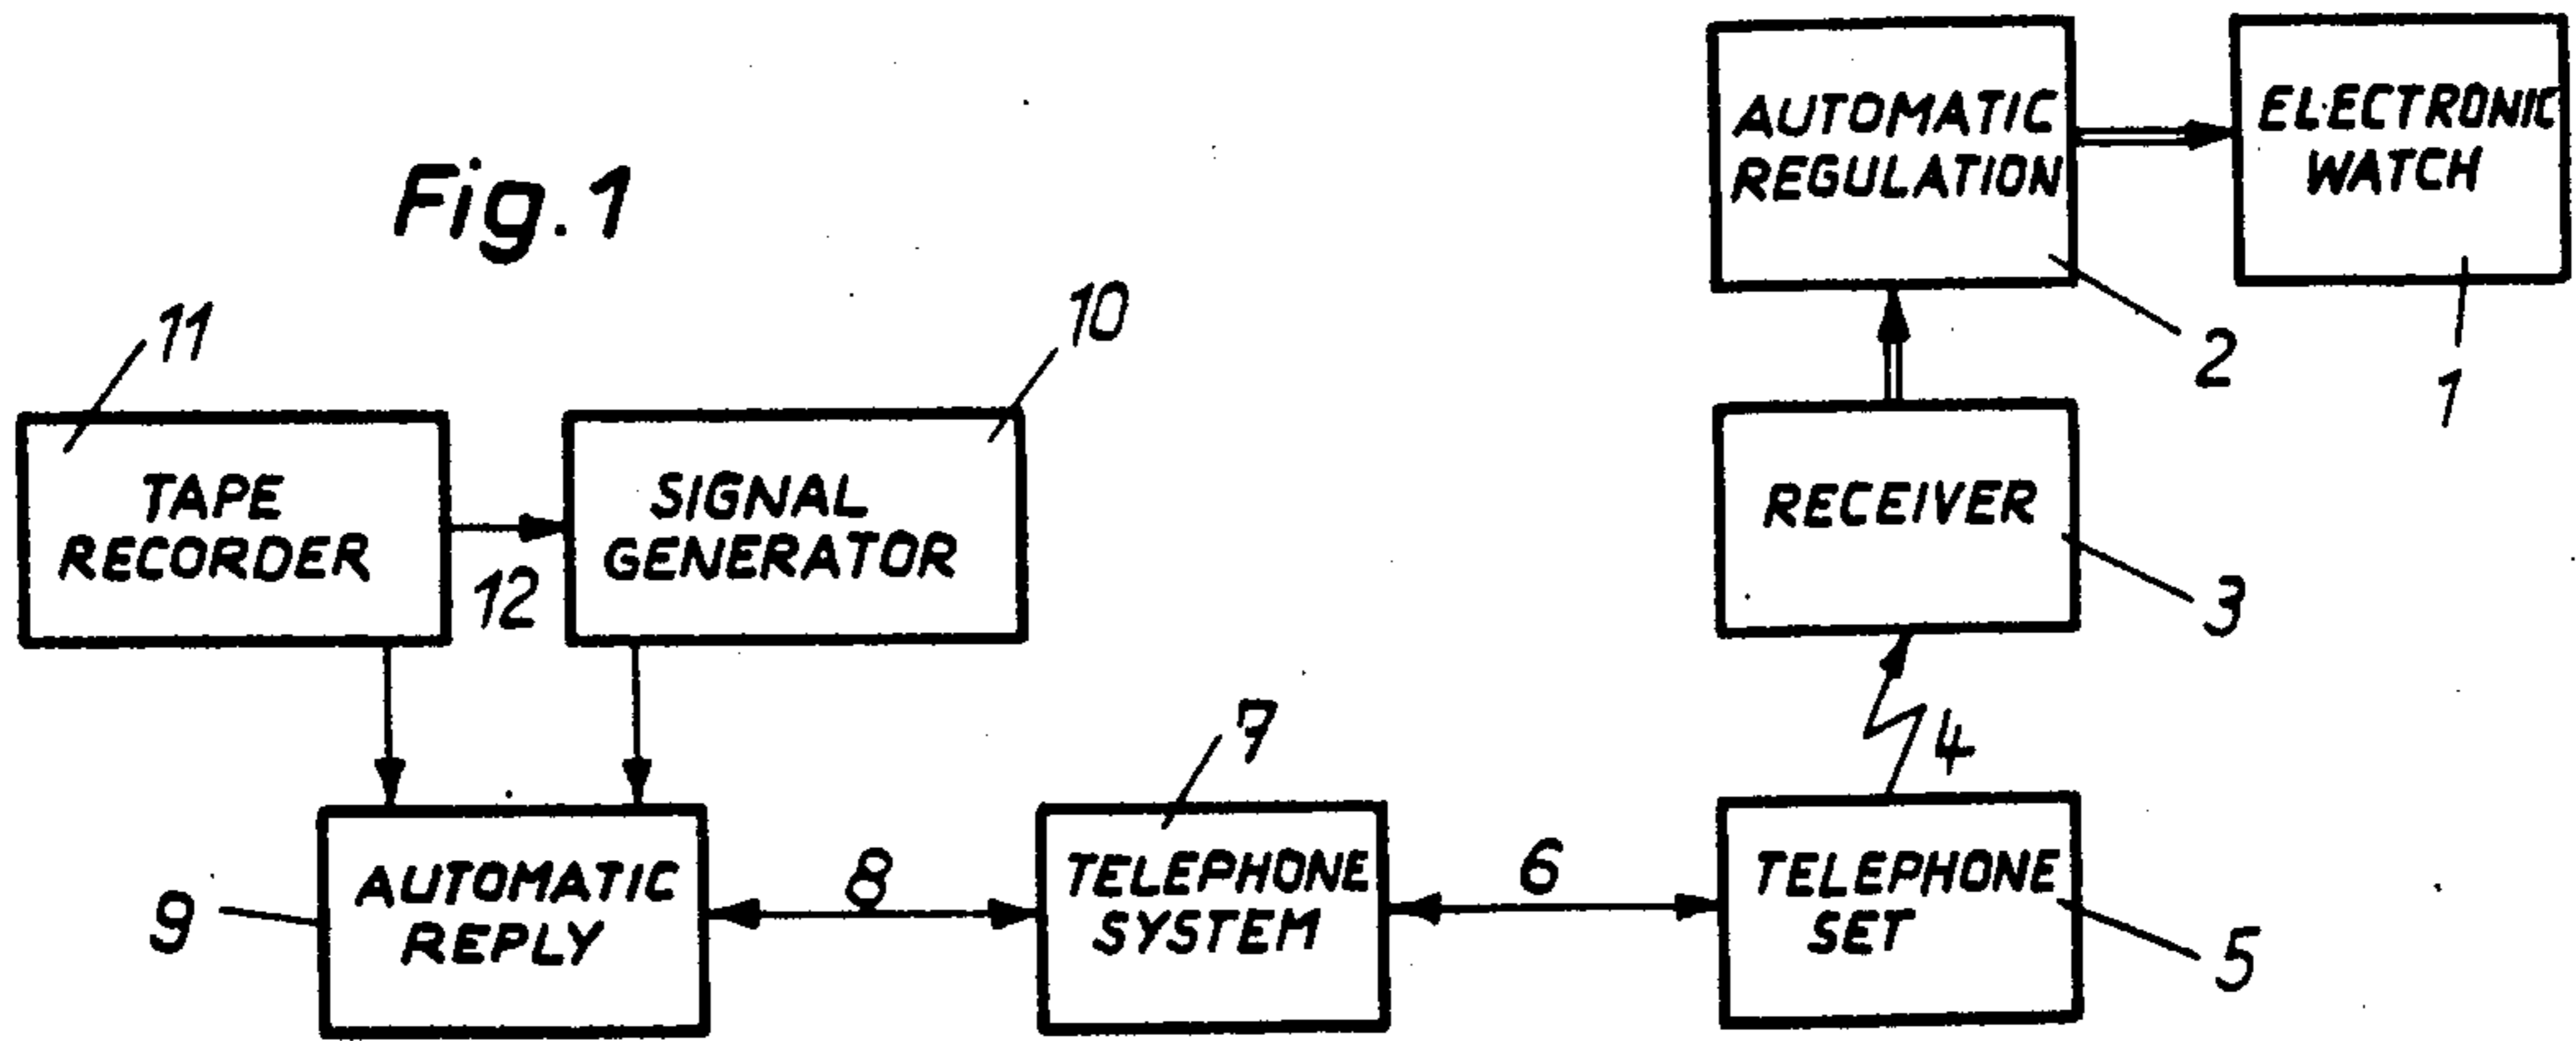 Fig. 1
AUTOMATIC
REGULATION
ELECTRONIC
WATCH
2
1
11
10
TAPE
RECORDER
12
SIGNAL
GENERATOR
RECEIVER
3
4
7
9
AUTOMATIC
REPLY
8
TELEPHONE
SYSTEM
6
TELEPHONE
SET
5